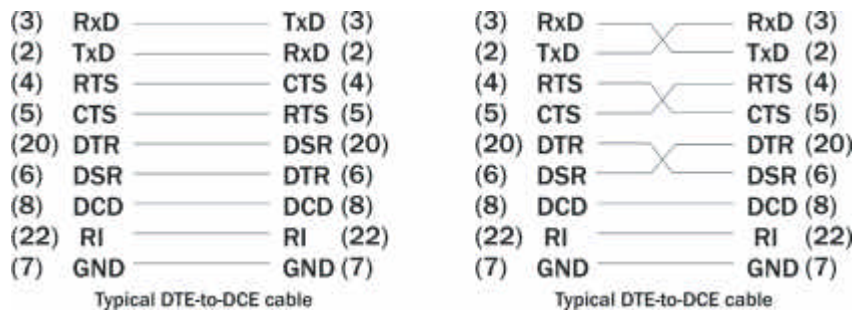 (3) RxD TxD (3)
(2) TxD RxD (2)
(4) RTS CTS (4)
(5) CTS RTS (5)
(20) DTR DSR (20)
(6) DSR DTR (6)
(8) DCD DCD (8)
(22) RI RI (22)
(7) GND GND (7)
Typical DTE-to-DCE cable
(3) RxD RxD (3)
(2) TxD TxD (2)
(4) RTS RTS (4)
(5) CTS CTS (5)
(20) DTR DTR (20)
(6) DSR DSR (6)
(8) DCD DCD (8)
(22) RI RI (22)
(7) GND GND (7)
Typical DTE-to-DCE cable